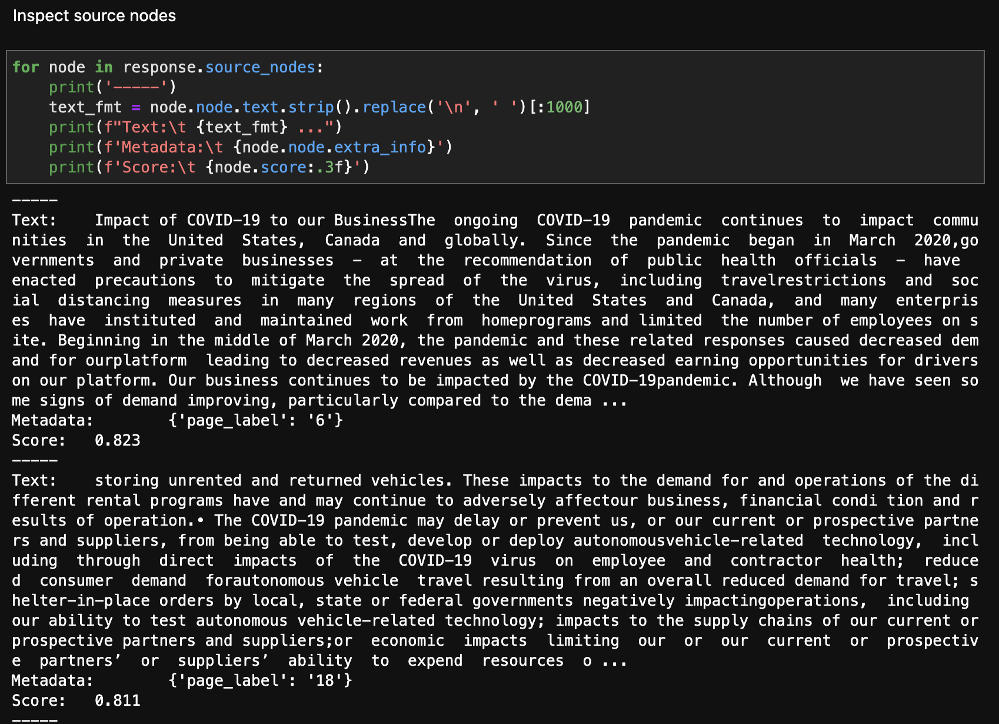 Inspect source nodes
for node in response.source_nodes:
    print('-----')
    text_fmt = node.node.text.strip().replace('\n', ' ')[:1000]
    print(f"Text:\t {text_fmt} ...")
    print(f'Metadata:\t {node.node.extra_info}')
    print(f'Score:\t {node.score:.3f}')
-----
Text:    Impact of COVID-19 to our BusinessThe  ongoing  COVID-19  pandemic  continues  to  impact  commu
nities  in  the  United  States,  Canada  and  globally.  Since  the  pandemic  began  in  March  2020,go
vernments  and  private  businesses  –  at  the  recommendation  of  public  health  officials  –  have
enacted  precautions  to  mitigate  the  spread  of  the  virus,  including  travelrestrictions  and  soc
ial  distancing  measures  in  many  regions  of  the  United  States  and  Canada,  and  many  enterpris
es  have  instituted  and  maintained  work  from  homeprograms and limited  the number of employees on s
ite. Beginning in the middle of March 2020, the pandemic and these related responses caused decreased dem
and for ourplatform  leading to decreased revenues as well as decreased earning opportunities for drivers
on our platform. Our business continues to be impacted by the COVID-19pandemic. Although  we have seen so
me signs of demand improving, particularly compared to the dema ...
Metadata:        {'page_label': '6'}
Score:   0.823
-----
Text:    storing unrented and returned vehicles. These impacts to the demand for and operations of the di
fferent rental programs have and may continue to adversely affectour business, financial condi tion and r
esults of operation.• The COVID-19 pandemic may delay or prevent us, or our current or prospective partne
rs and suppliers, from being able to test, develop or deploy autonomousvehicle-related  technology,  incl
uding  through  direct  impacts  of  the  COVID-19  virus  on  employee  and  contractor  health;  reduce
d  consumer  demand  forautonomous vehicle  travel resulting from an overall reduced demand for travel; s
helter-in-place orders by local, state or federal governments negatively impactingoperations,  including
our ability to test autonomous vehicle-related technology; impacts to the supply chains of our current or
prospective partners and suppliers;or  economic  impacts  limiting  our  or  our  current  or  prospectiv
e  partners’  or  suppliers’  ability  to  expend  resources  o ...
Metadata:        {'page_label': '18'}
Score:   0.811
-----